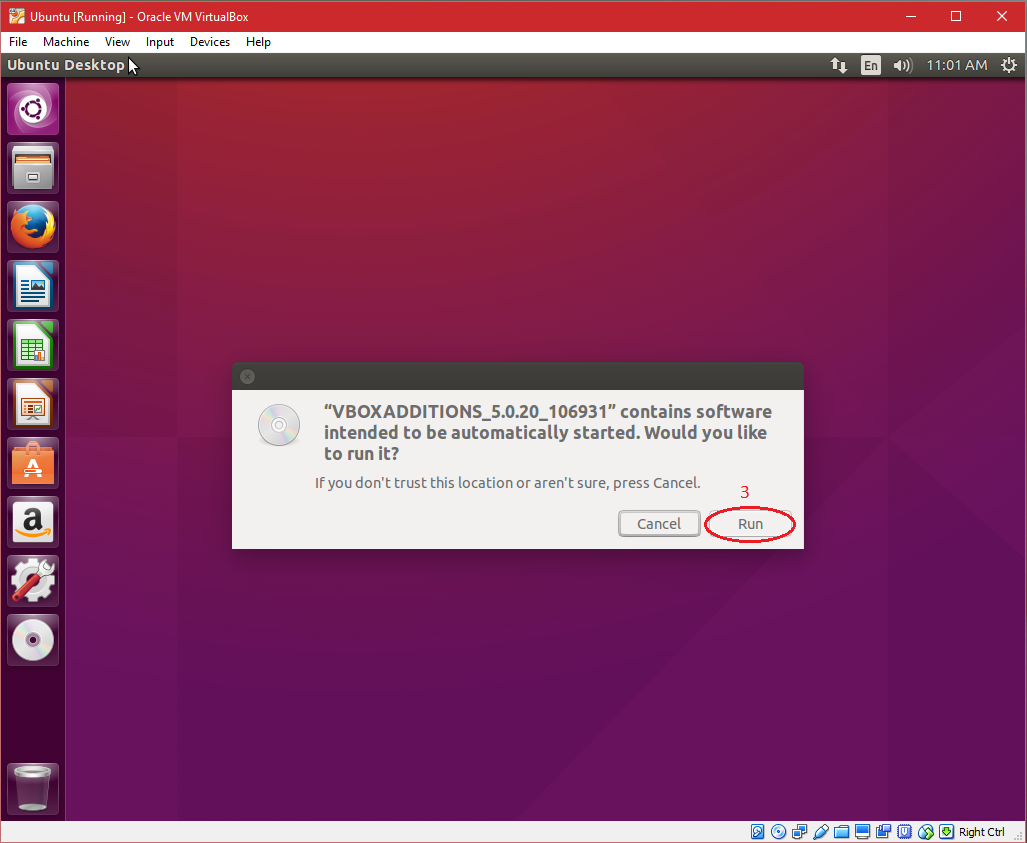 Ubuntu [Running] - Oracle VM VirtualBox
File Machine View Input Devices Help
Ubuntu Desktop En 11:01 AM
“VBOXADDITIONS_5.0.20_106931” contains software
intended to be automatically started. Would you like
to run it?
If you don't trust this location or aren't sure, press Cancel.
3
Cancel Run
Right Ctrl